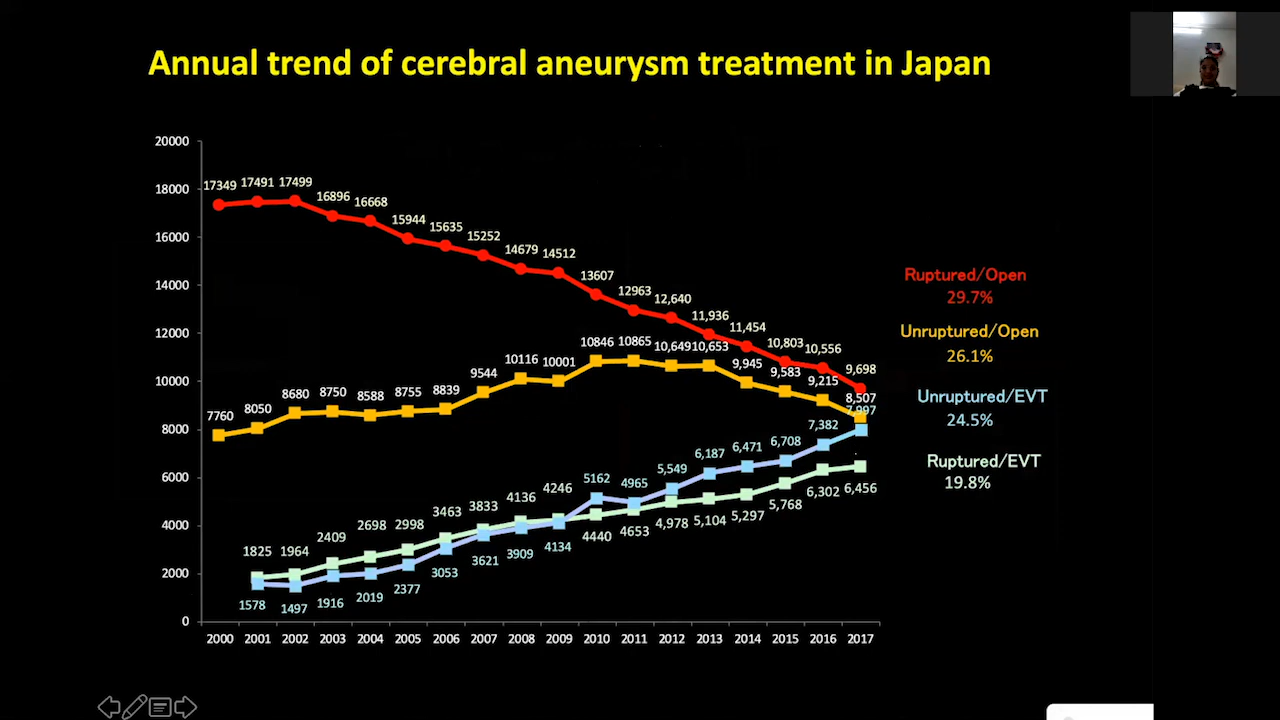 Annual trend of cerebral aneurysm treatment in Japan
20000
18000
16000
14000
12000
10000
8000
6000
4000
2000
0
17349 17491 17499 16896 16668 15944 15635 15252 14679 14512 13607 12963 12,640 11,936 11,454 10,803 10,556 9,698
7760 8050 8680 8750 8588 8755 8839 9544 10116 10001 10846 10865 10,649 10,653 9,945 9,583 9,215 8,507
1825 1964 2409 2698 2998 3463 3833 4136 4246 4440 4653 4978 5,104 5,297 5,768 6,302 6,456
1578 1497 1916 2019 2377 3053 3621 3909 4134 5162 4965 5,549 6,187 6,471 6,708 7,382 7,997
2000 2001 2002 2003 2004 2005 2006 2007 2008 2009 2010 2011 2012 2013 2014 2015 2016 2017
Ruptured/Open
29.7%
Unruptured/Open
26.1%
Unruptured/EVT
24.5%
Ruptured/EVT
19.8%